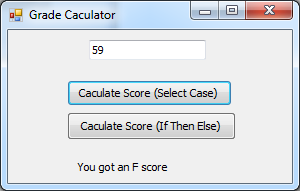 Grade Caculator
59
Caculate Score (Select Case)
Caculate Score (If Then Else)
You got an F score